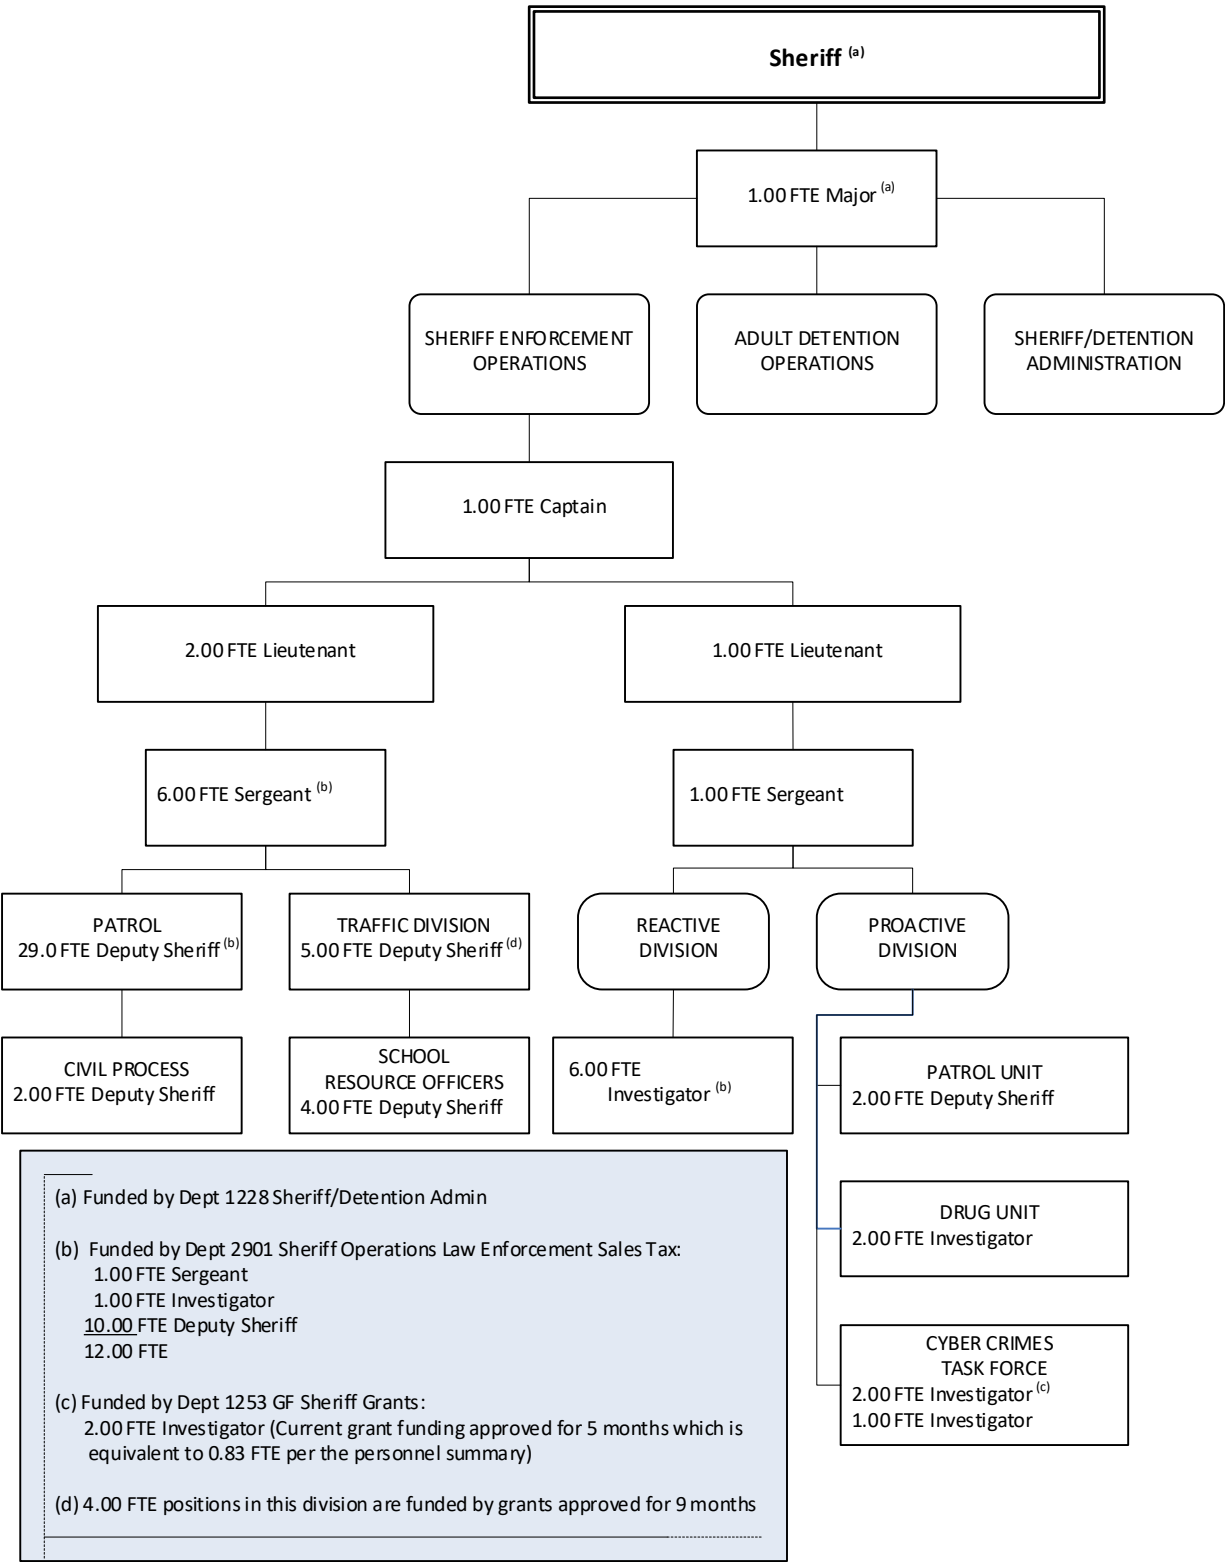 Sheriff (a)
1.00 FTE Major (a)
SHERIFF ENFORCEMENT
OPERATIONS
ADULT DETENTION
OPERATIONS
SHERIFF/DETENTION
ADMINISTRATION
1.00 FTE Captain
2.00 FTE Lieutenant
1.00 FTE Lieutenant
6.00 FTE Sergeant (b)
1.00 FTE Sergeant
PATROL
29.0 FTE Deputy Sheriff (b)
TRAFFIC DIVISION
5.00 FTE Deputy Sheriff (d)
REACTIVE
DIVISION
PROACTIVE
DIVISION
CIVIL PROCESS
2.00 FTE Deputy Sheriff
SCHOOL
RESOURCE OFFICERS
4.00 FTE Deputy Sheriff
6.00 FTE
Investigator (b)
PATROL UNIT
2.00 FTE Deputy Sheriff
DRUG UNIT
2.00 FTE Investigator
CYBER CRIMES
TASK FORCE
2.00 FTE Investigator (c)
1.00 FTE Investigator
(a) Funded by Dept 1228 Sheriff/Detention Admin
(b) Funded by Dept 2901 Sheriff Operations Law Enforcement Sales Tax:
1.00 FTE Sergeant
1.00 FTE Investigator
10.00 FTE Deputy Sheriff
12.00 FTE
(c) Funded by Dept 1253 GF Sheriff Grants:
2.00 FTE Investigator (Current grant funding approved for 5 months which is
equivalent to 0.83 FTE per the personnel summary)
(d) 4.00 FTE positions in this division are funded by grants approved for 9 months